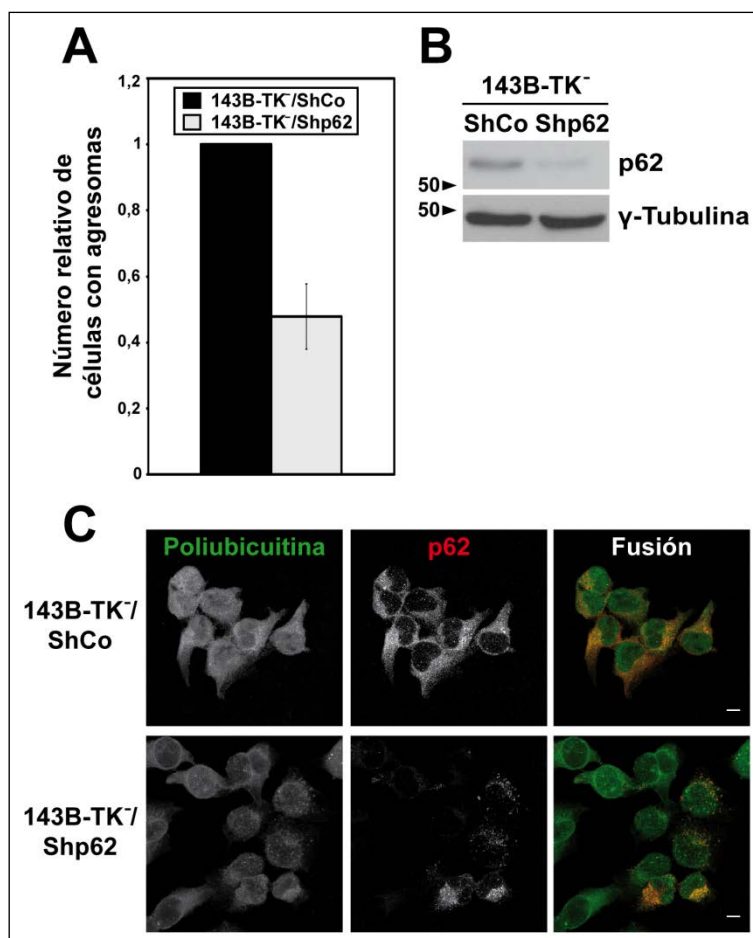 A
1,2
1
0,8
0,6
0,4
0,2
0
Número relativo de
células con agresomas
143B-TK⁻/ShCo
143B-TK⁻/Shp62
B
143B-TK⁻
ShCo Shp62
p62
50
50
γ-Tubulina
C
Poliubicuitina
p62
Fusión
143B-TK⁻/
ShCo
143B-TK⁻/
Shp62